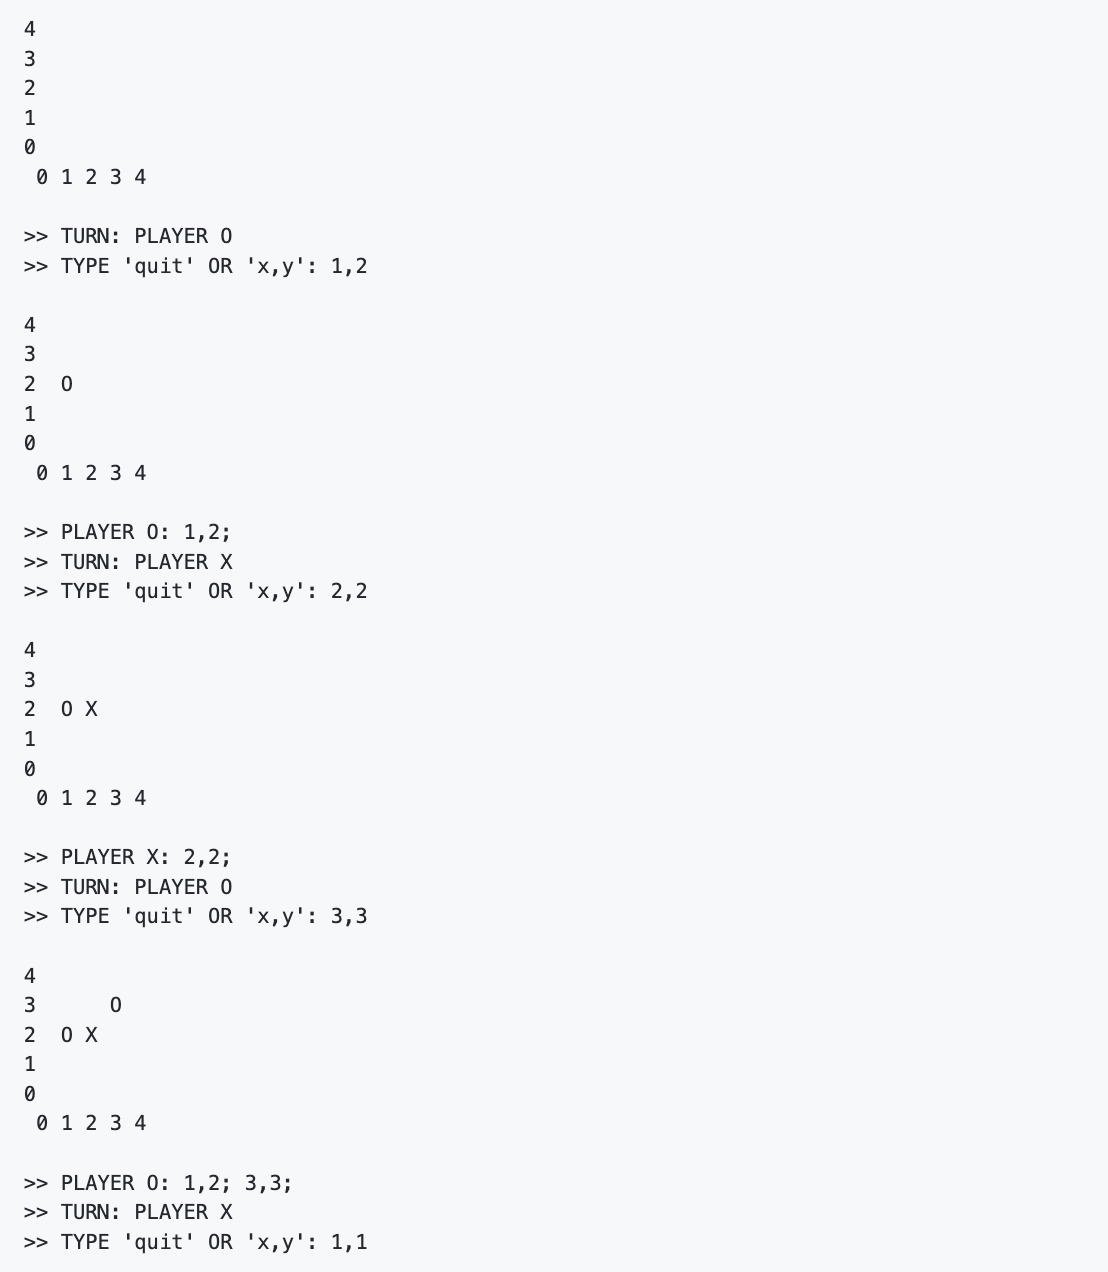 4
3
2
1
0
 0 1 2 3 4

>> TURN: PLAYER O
>> TYPE 'quit' OR 'x,y': 1,2

4
3
2  O
1
0
 0 1 2 3 4

>> PLAYER O: 1,2;
>> TURN: PLAYER X
>> TYPE 'quit' OR 'x,y': 2,2

4
3
2  O X
1
0
 0 1 2 3 4

>> PLAYER X: 2,2;
>> TURN: PLAYER O
>> TYPE 'quit' OR 'x,y': 3,3

4
3      O
2  O X
1
0
 0 1 2 3 4

>> PLAYER O: 1,2; 3,3;
>> TURN: PLAYER X
>> TYPE 'quit' OR 'x,y': 1,1